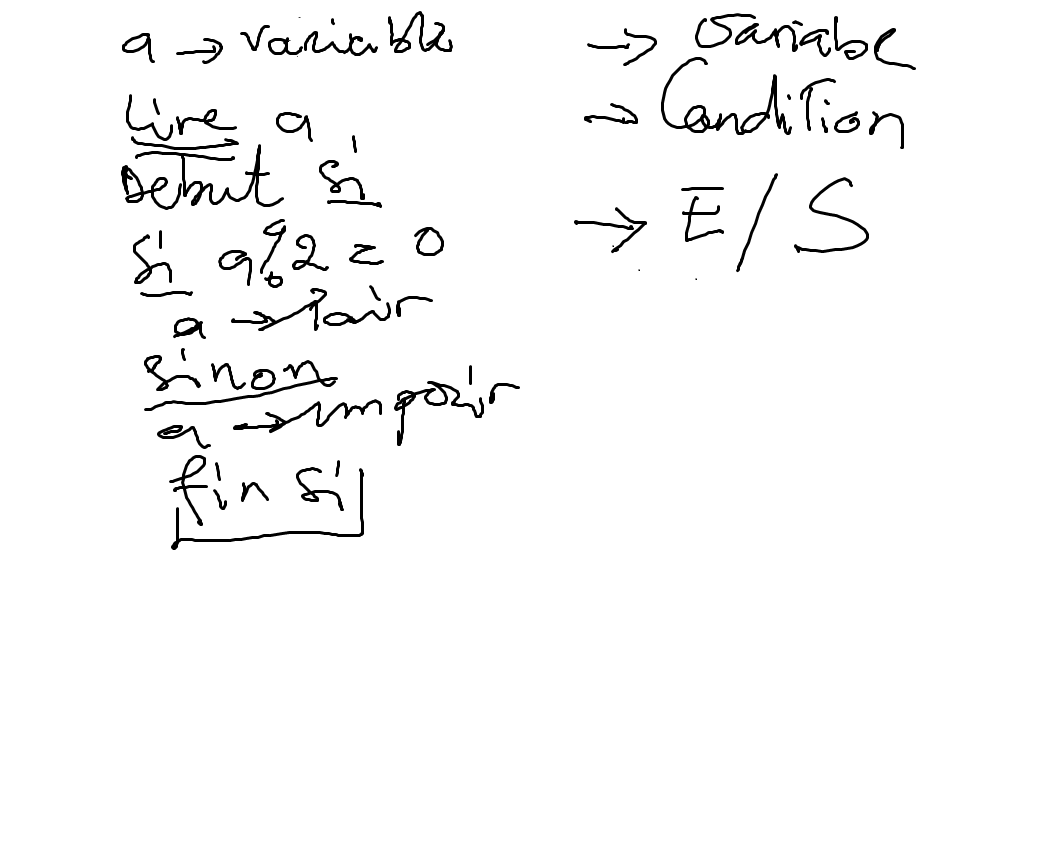 a → variable
Lire a
Debut si
si a % 2 = 0
a → Pair
sinon
a → impair
fin si
→ Variabe
→ Condition
→ E/S